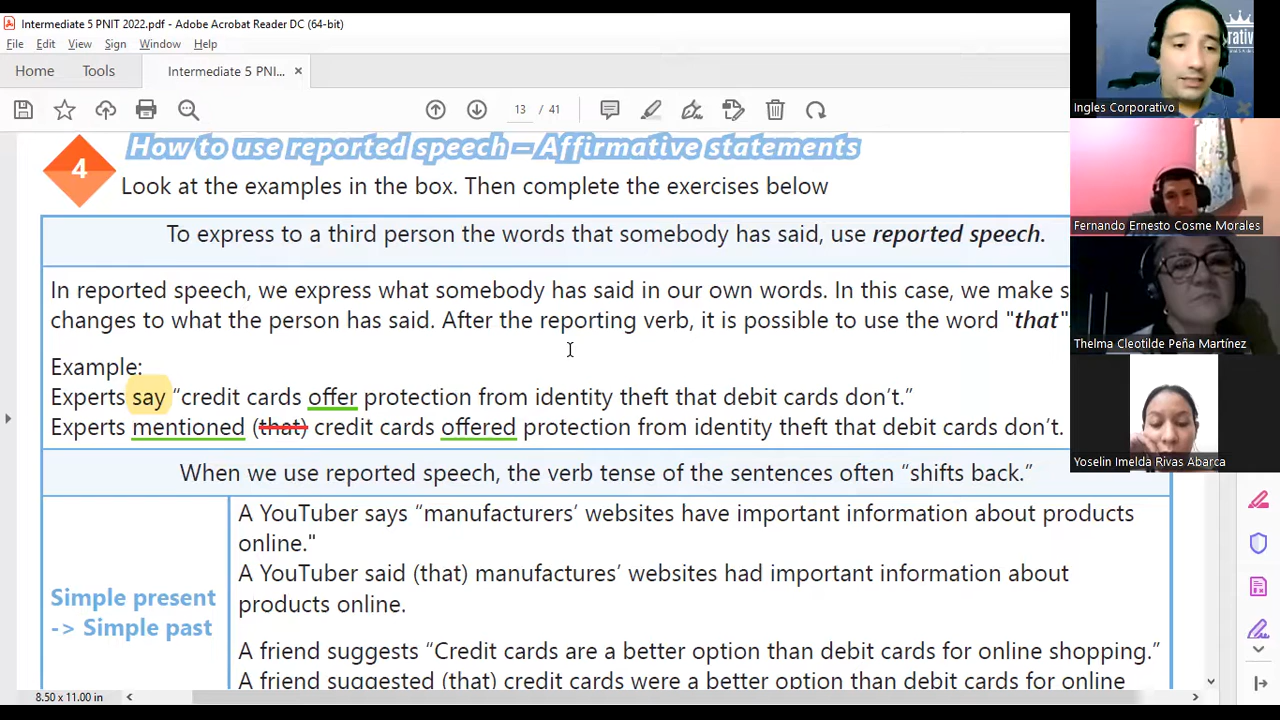 Intermediate 5 PNIT 2022.pdf - Adobe Acrobat Reader DC (64-bit)
File Edit View Sign Window Help
Home Tools Intermediate 5 PNI... ×
13 / 41
4
How to use reported speech – Affirmative statements
Look at the examples in the box. Then complete the exercises below
To express to a third person the words that somebody has said, use reported speech.
In reported speech, we express what somebody has said in our own words. In this case, we make s
changes to what the person has said. After the reporting verb, it is possible to use the word "that"
Example:
Experts say “credit cards offer protection from identity theft that debit cards don’t.”
Experts mentioned (that) credit cards offered protection from identity theft that debit cards don’t.
When we use reported speech, the verb tense of the sentences often “shifts back.”
Simple present
-> Simple past
A YouTuber says “manufacturers’ websites have important information about products
online."
A YouTuber said (that) manufactures’ websites had important information about
products online.
A friend suggests “Credit cards are a better option than debit cards for online shopping.”
A friend suggested (that) credit cards were a better option than debit cards for online
8.50 x 11.00 in
Ingles Corporativo
Fernando Ernesto Cosme Morales
Thelma Cleotilde Peña Martínez
Yoselin Imelda Rivas Abarca